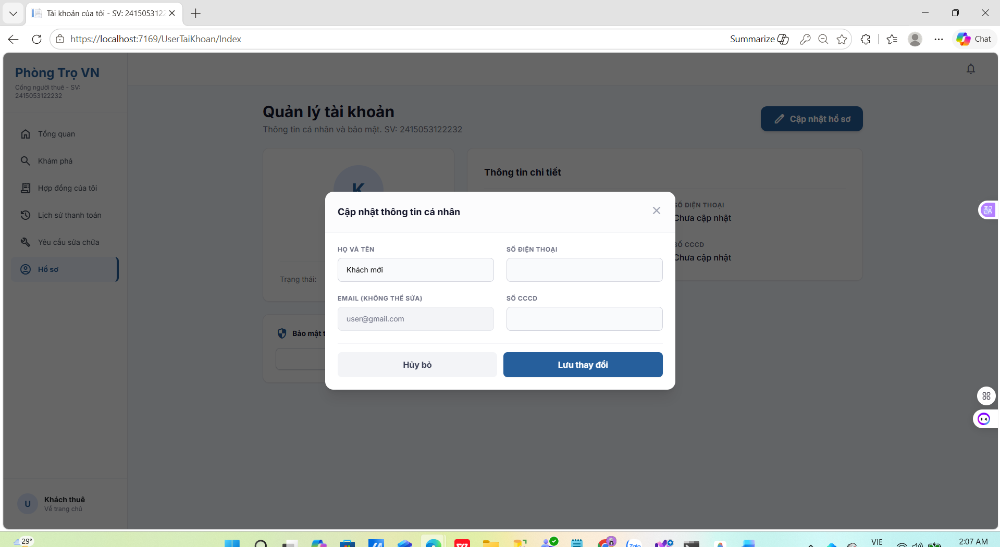 Tài khoản của tôi - SV: 2415053122
https://localhost:7169/UserTaiKhoan/Index
Summarize
Chat
Phòng Trọ VN
Cổng người thuê - SV:
2415053122232
Tổng quan
Khám phá
Hợp đồng của tôi
Lịch sử thanh toán
Yêu cầu sửa chữa
Hồ sơ
U
Khách thuê
Về trang chủ
Quản lý tài khoản
Thông tin cá nhân và bảo mật. SV: 2415053122232
Cập nhật hồ sơ
K
Trạng thái:
Bảo mật t
Thông tin chi tiết
SỐ ĐIỆN THOẠI
Chưa cập nhật
SỐ CCCD
Chưa cập nhật
Cập nhật thông tin cá nhân
HỌ VÀ TÊN
Khách mới
SỐ ĐIỆN THOẠI
EMAIL (KHÔNG THỂ SỬA)
user@gmail.com
SỐ CCCD
Hủy bỏ
Lưu thay đổi
29°
Zalo
VIE
2:07 AM